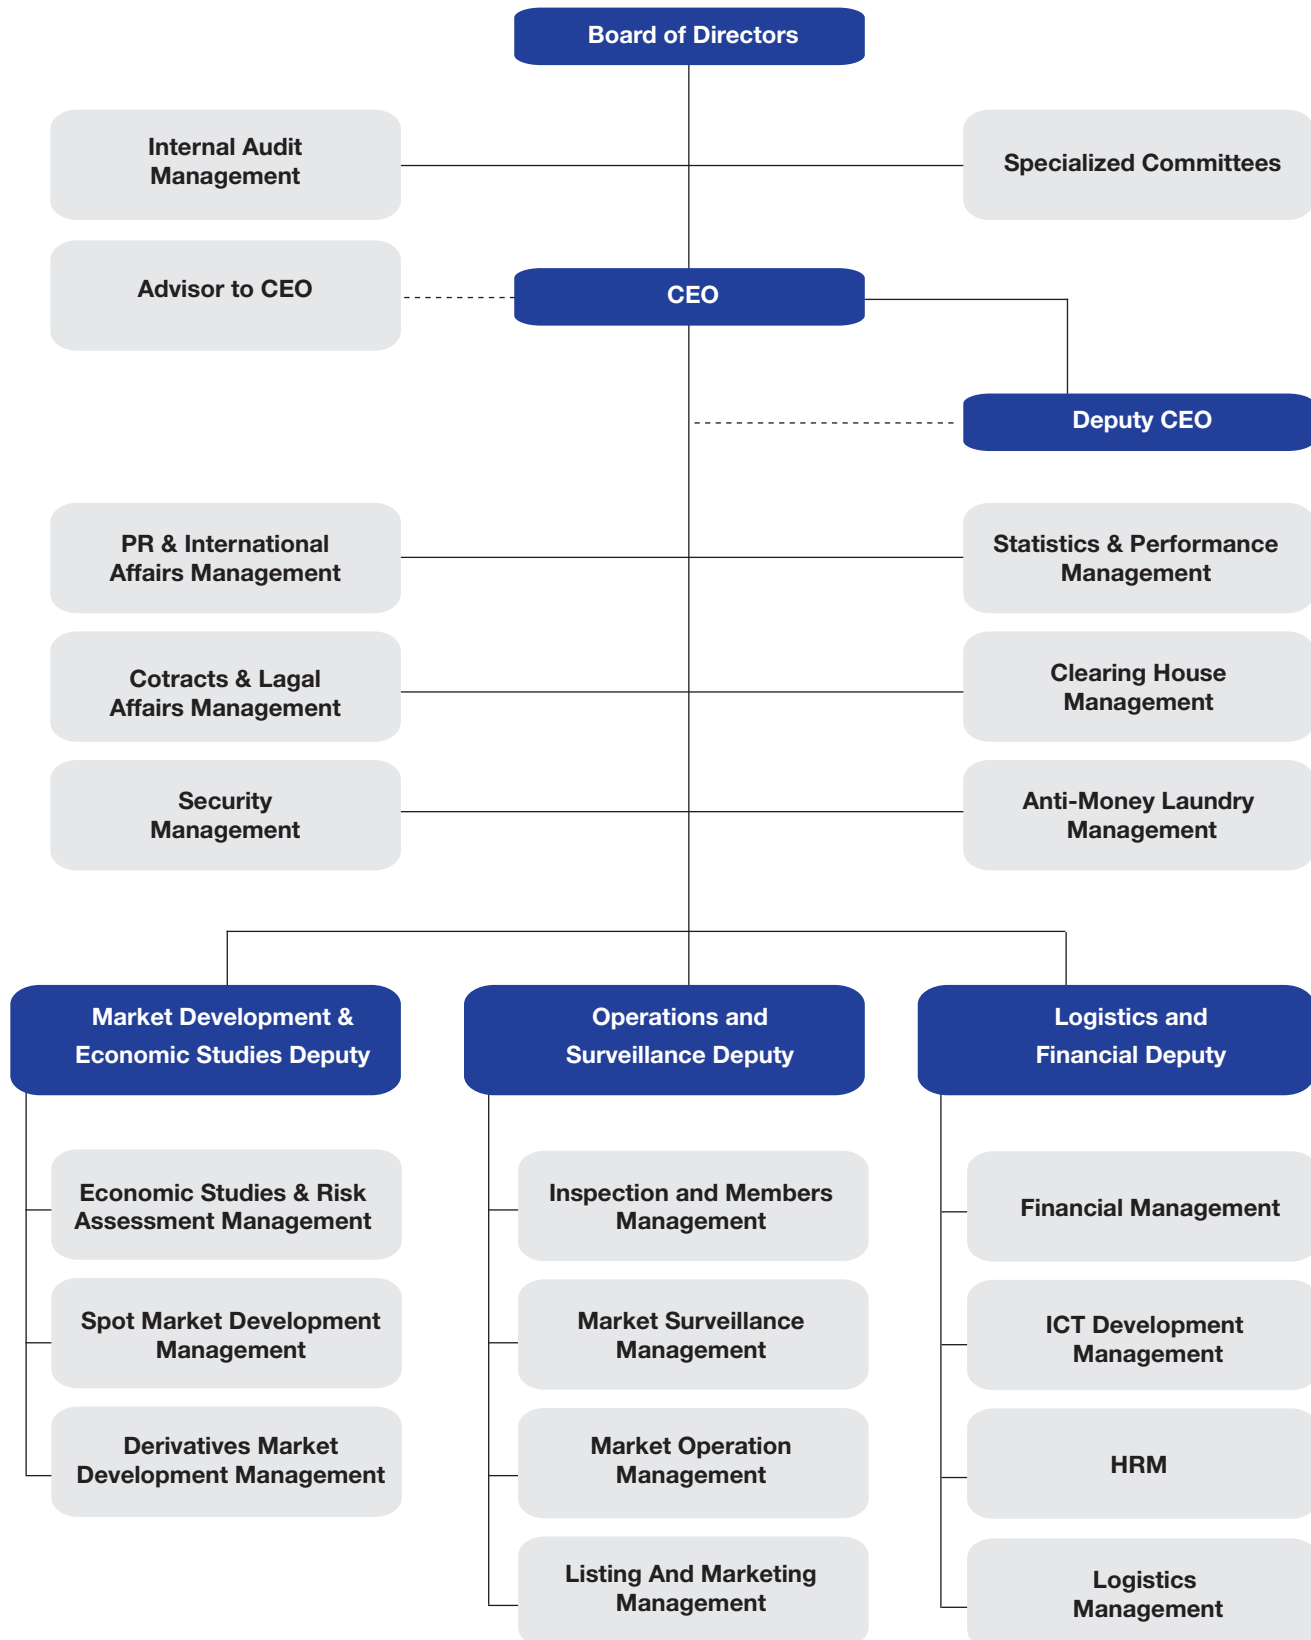 Board of Directors
Internal Audit
Management
Specialized Committees
Advisor to CEO
CEO
Deputy CEO
PR & International
Affairs Management
Statistics & Performance
Management
Cotracts & Lagal
Affairs Management
Clearing House
Management
Security
Management
Anti-Money Laundry
Management
Market Development &
Economic Studies Deputy
Operations and
Surveillance Deputy
Logistics and
Financial Deputy
Economic Studies & Risk
Assessment Management
Inspection and Members
Management
Financial Management
Spot Market Development
Management
Market Surveillance
Management
ICT Development
Management
Derivatives Market
Development Management
Market Operation
Management
HRM
Listing And Marketing
Management
Logistics
Management